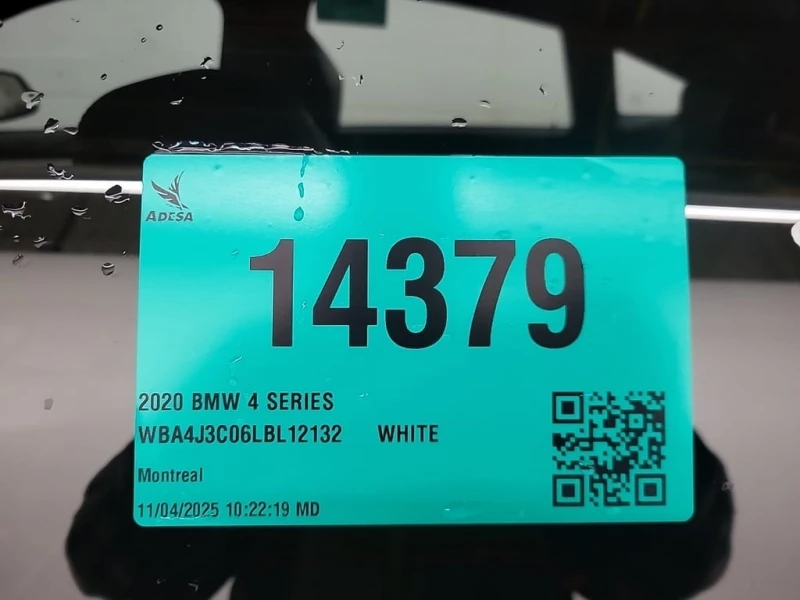 ADESA
14379
2020 BMW 4 SERIES
WBA4J3C06LBL12132 WHITE
Montreal
11/04/2025 10:22:19 MD